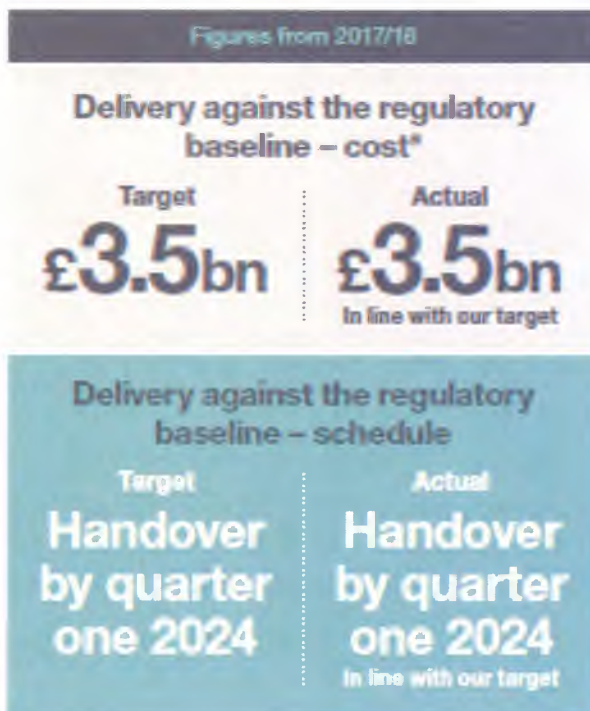 Figures from 2017/18
Delivery against the regulatory
baseline – cost*
Target
£3.5bn
Actual
£3.5bn
In line with our target
Delivery against the regulatory
baseline – schedule
Target
Handover
by quarter
one 2024
Actual
Handover
by quarter
one 2024
In line with our target